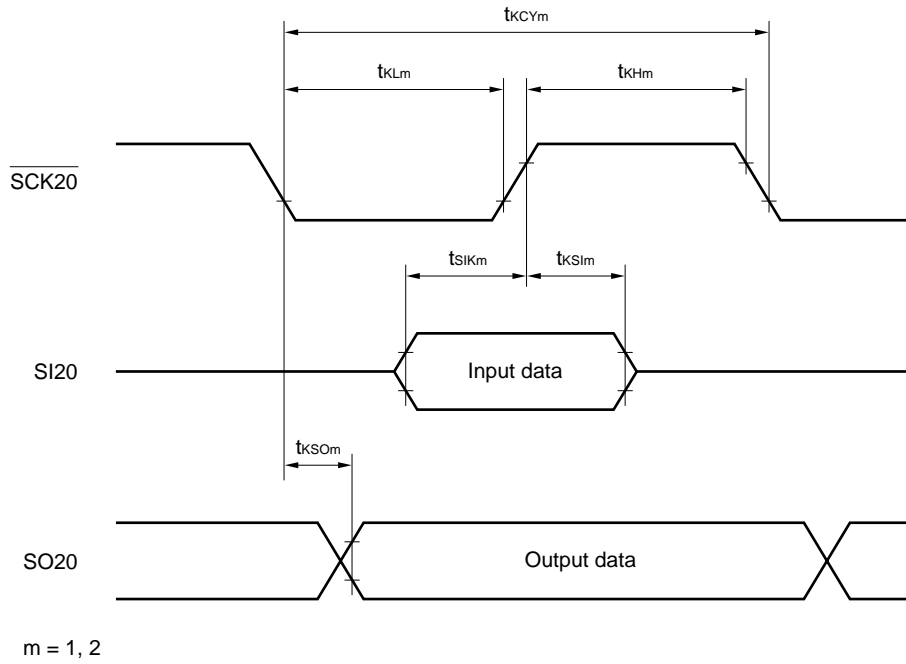 tKCYm
tKLm
tKHm
SCK20
tSIKm
tKSIm
SI20
Input data
tKSOm
SO20
Output data
m = 1, 2